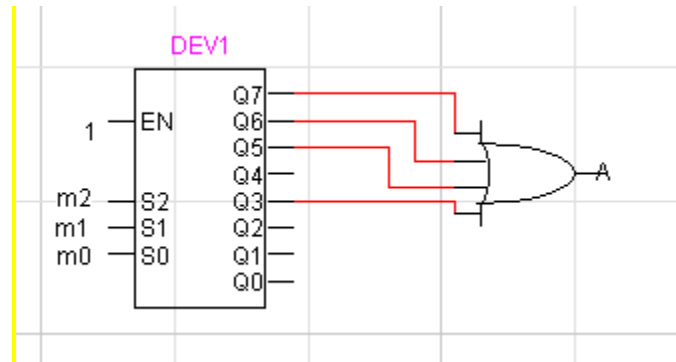 DEV1
Q7
1 EN Q6
Q5
Q4
A
m2 S2 Q3
m1 S1 Q2
m0 S0 Q1
Q0